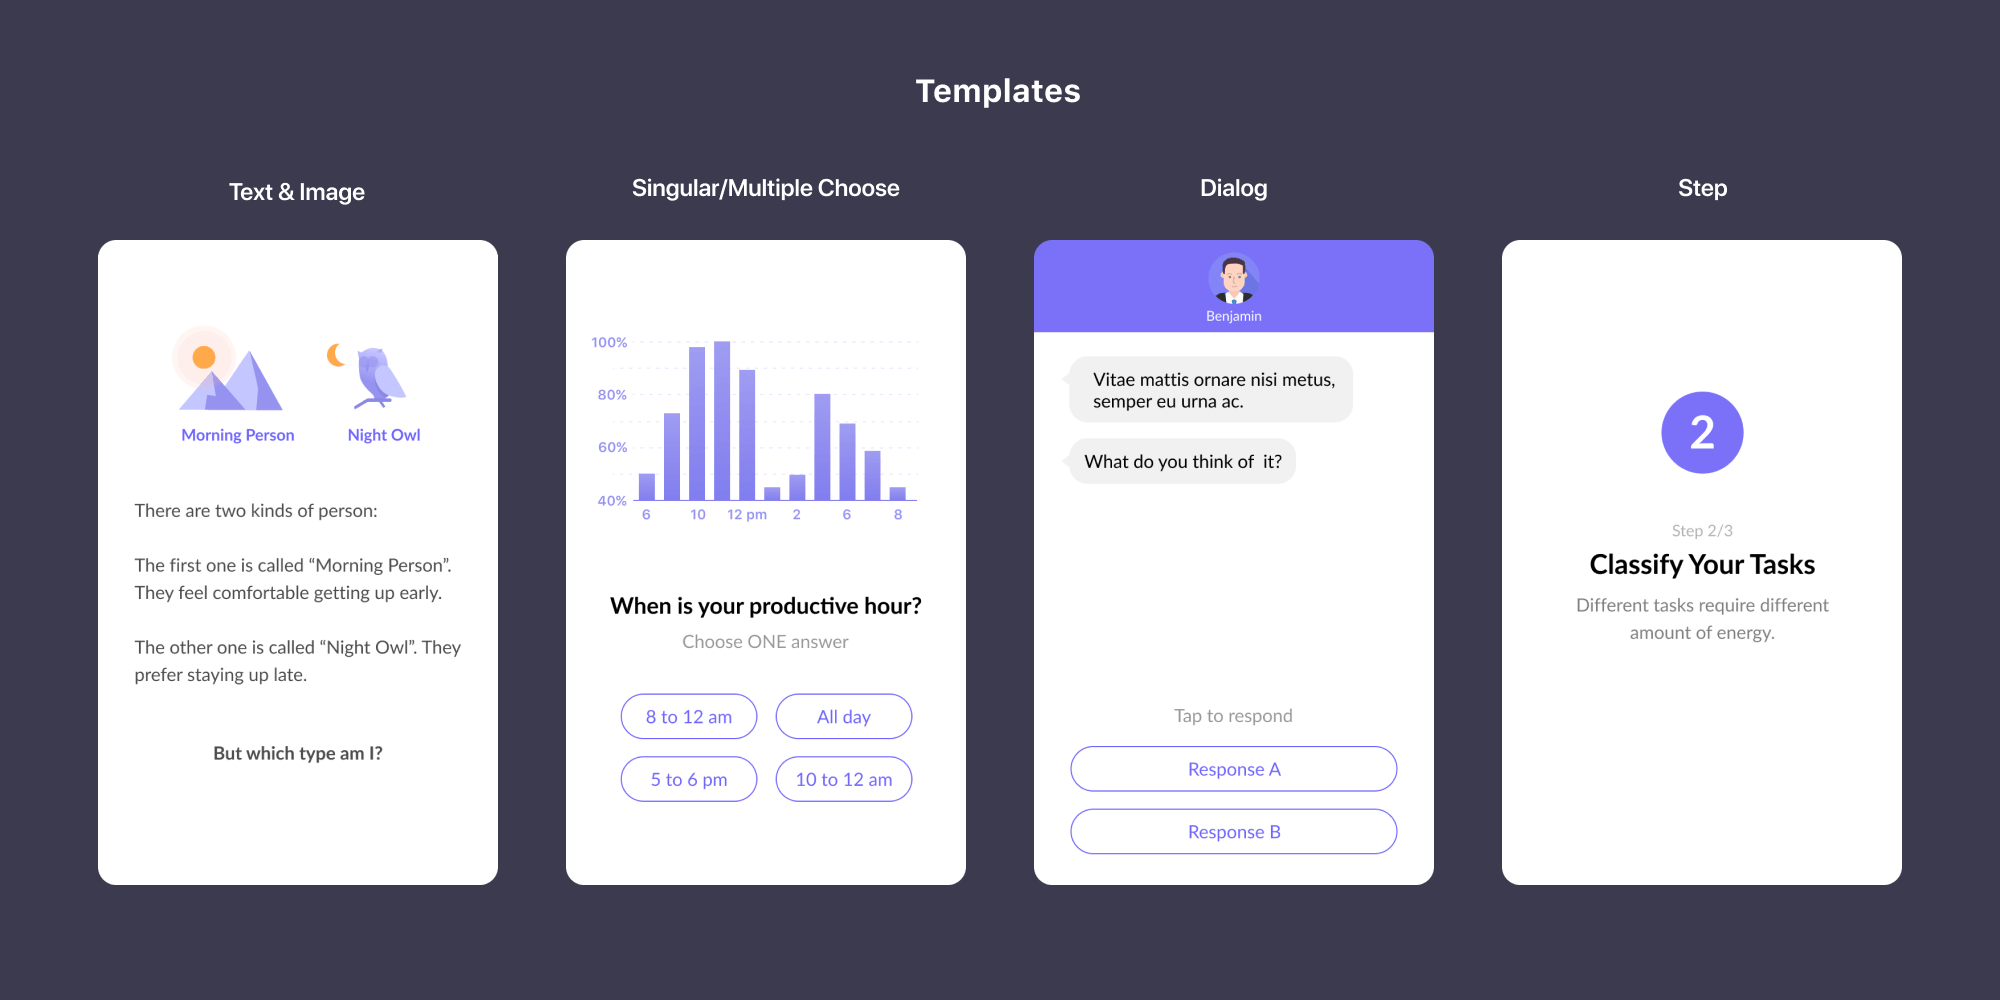 Templates
Text & Image
Morning Person
Night Owl
There are two kinds of person:
The first one is called “Morning Person”.
They feel comfortable getting up early.
The other one is called “Night Owl”. They
prefer staying up late.
But which type am I?
Singular/Multiple Choose
100%
80%
60%
40%
6 10 12 pm 2 6 8
When is your productive hour?
Choose ONE answer
8 to 12 am
All day
5 to 6 pm
10 to 12 am
Dialog
Benjamin
Vitae mattis ornare nisi metus,
semper eu urna ac.
What do you think of it?
Tap to respond
Response A
Response B
Step
2
Step 2/3
Classify Your Tasks
Different tasks require different
amount of energy.